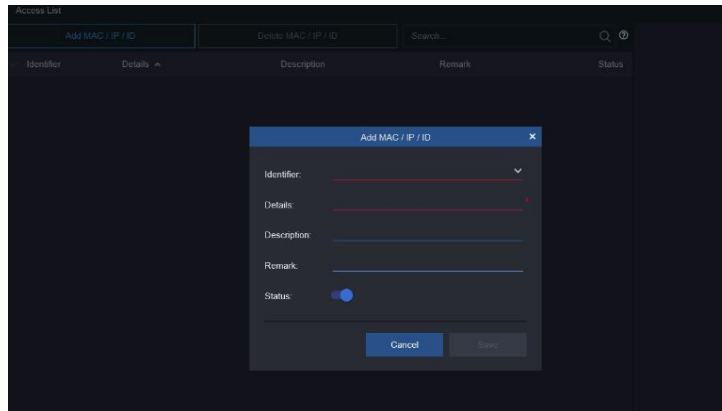 Access List
Add MAC / IP / ID Delete MAC / IP / ID Search...
Identifier Details Description Remark Status
Add MAC / IP / ID
Identifier:
Details:
*
Description:
Remark:
Status:
Cancel Save